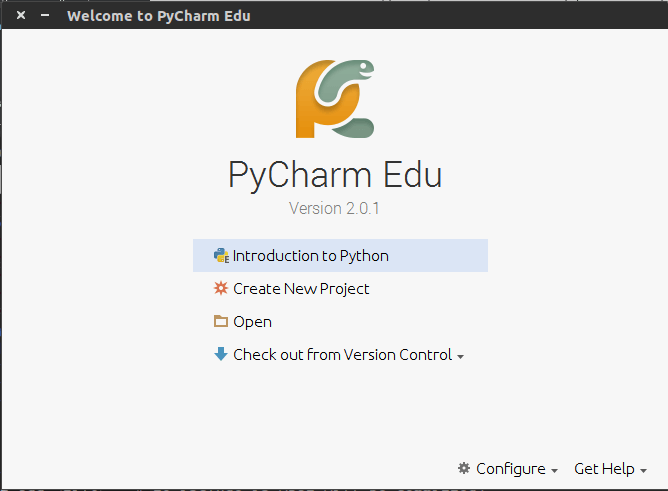 Welcome to PyCharm Edu
PyCharm Edu
Version 2.0.1
Introduction to Python
Create New Project
Open
Check out from Version Control
Configure Get Help